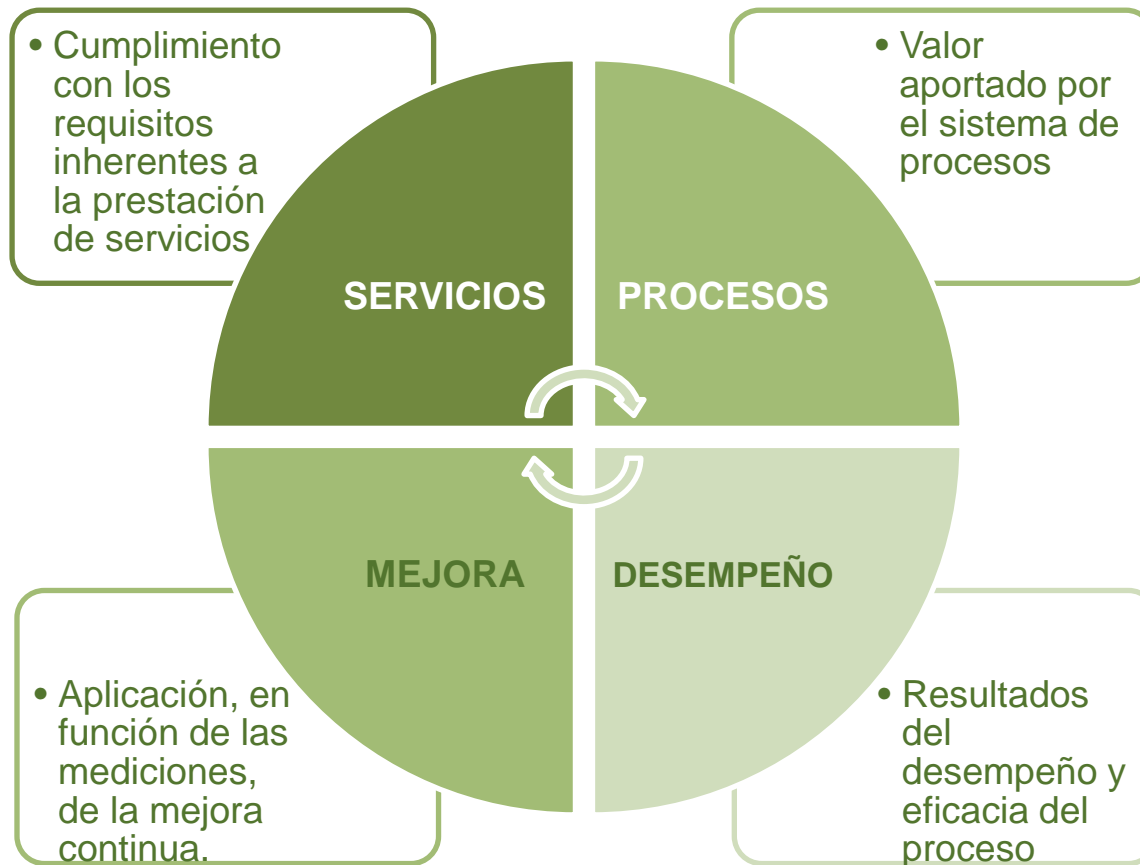 • Cumplimiento
con los
requisitos
inherentes a
la prestación
de servicios
• Valor
aportado por
el sistema de
procesos
SERVICIOS
PROCESOS
MEJORA
DESEMPEÑO
• Aplicación, en
función de las
mediciones,
de la mejora
continua.
• Resultados
del
desempeño y
eficacia del
proceso